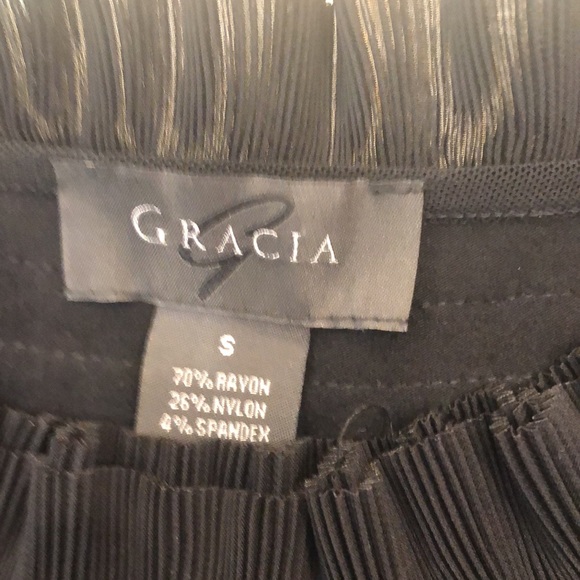 GRACIA
S
70% RAYON
26% NYLON
4% SPANDEX